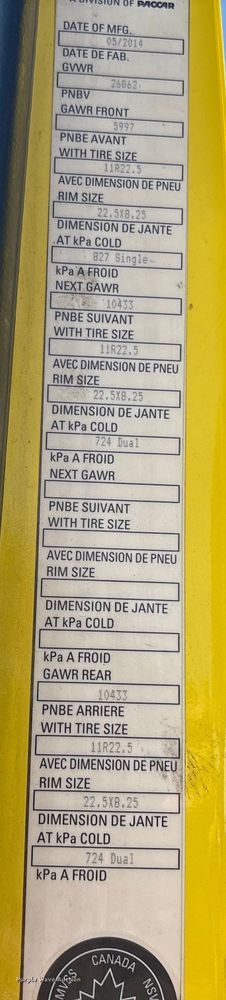 A DIVISION OF PACCAR
DATE OF MFG.
05/2014
DATE DE FAB.
GVWR
26862
PNBV
GAWR FRONT
5997
PNBE AVANT
WITH TIRE SIZE
11R22.5
AVEC DIMENSION DE PNEU
RIM SIZE
22.5X8.25
DIMENSION DE JANTE
AT kPa COLD
827 Single
kPa A FROID
NEXT GAWR
10433
PNBE SUIVANT
WITH TIRE SIZE
11R22.5
AVEC DIMENSION DE PNEU
RIM SIZE
22.5X8.25
DIMENSION DE JANTE
AT kPa COLD
724 Dual
kPa A FROID
NEXT GAWR
PNBE SUIVANT
WITH TIRE SIZE
AVEC DIMENSION DE PNEU
RIM SIZE
DIMENSION DE JANTE
AT kPa COLD
kPa A FROID
GAWR REAR
10433
PNBE ARRIERE
WITH TIRE SIZE
11R22.5
AVEC DIMENSION DE PNEU
RIM SIZE
22.5X8.25
DIMENSION DE JANTE
AT kPa COLD
724 Dual
kPa A FROID
CANADA
Purple Wave Auction